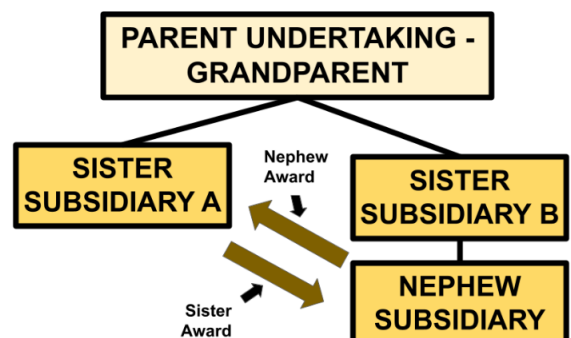 PARENT UNDERTAKING -
GRANDPARENT
SISTER
SUBSIDIARY A
Nephew
Award
SISTER
SUBSIDIARY B
Sister
Award
NEPHEW
SUBSIDIARY